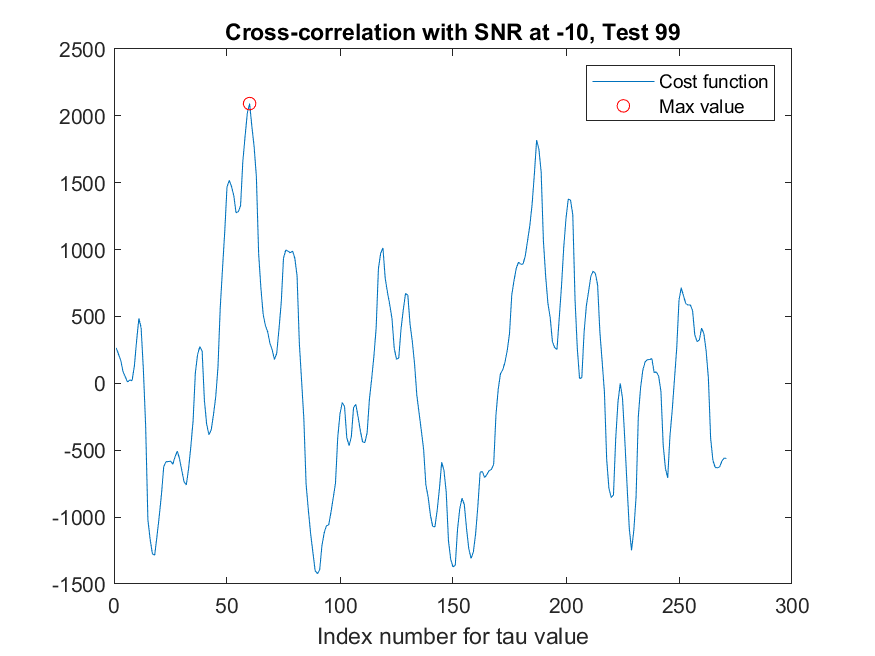 Cross-correlation with SNR at -10, Test 99
2500
2000
1500
1000
500
0
-500
-1000
-1500
Cost function
Max value
0 50 100 150 200 250 300
Index number for tau value